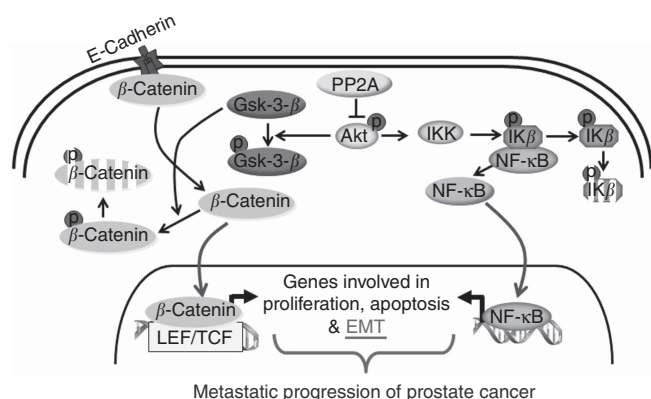 E-Cadherin
β-Catenin
Gsk-3-β
PP2A
p
Akt
p
Gsk-3-β
IKK
p
IKβ
NF-κB
p
IKβ
p
IKβ
NF-κB
p
β-Catenin
β-Catenin
p
β-Catenin
Genes involved in
proliferation, apoptosis
& EMT
β-Catenin
LEF/TCF
NF-κB
Metastatic progression of prostate cancer